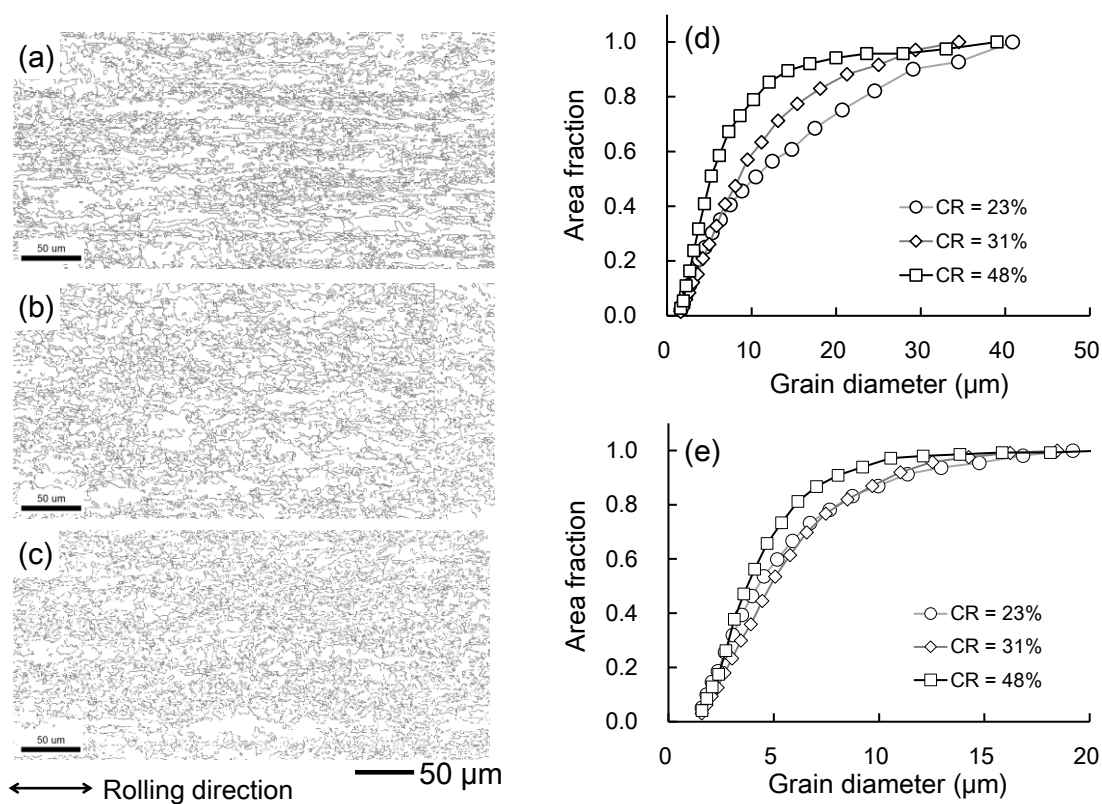 (a)
50 um
(b)
50 um
(c)
50 um
Rolling direction
50 µm
(d)
1.0
0.8
0.6
0.4
0.2
0.0
Area fraction
CR = 23%
CR = 31%
CR = 48%
0 10 20 30 40 50
Grain diameter (µm)
(e)
1.0
0.8
0.6
0.4
0.2
0.0
Area fraction
CR = 23%
CR = 31%
CR = 48%
0 5 10 15 20
Grain diameter (µm)